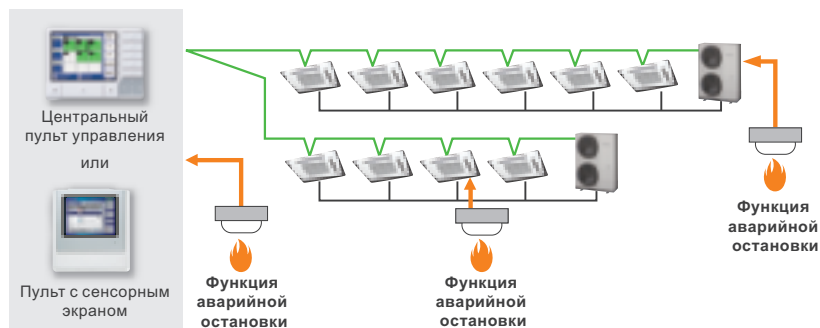 Центральный
пульт управления
или
Пульт с сенсорным
экраном
Функция
аварийной
остановки
Функция
аварийной
остановки
Функция
аварийной
остановки